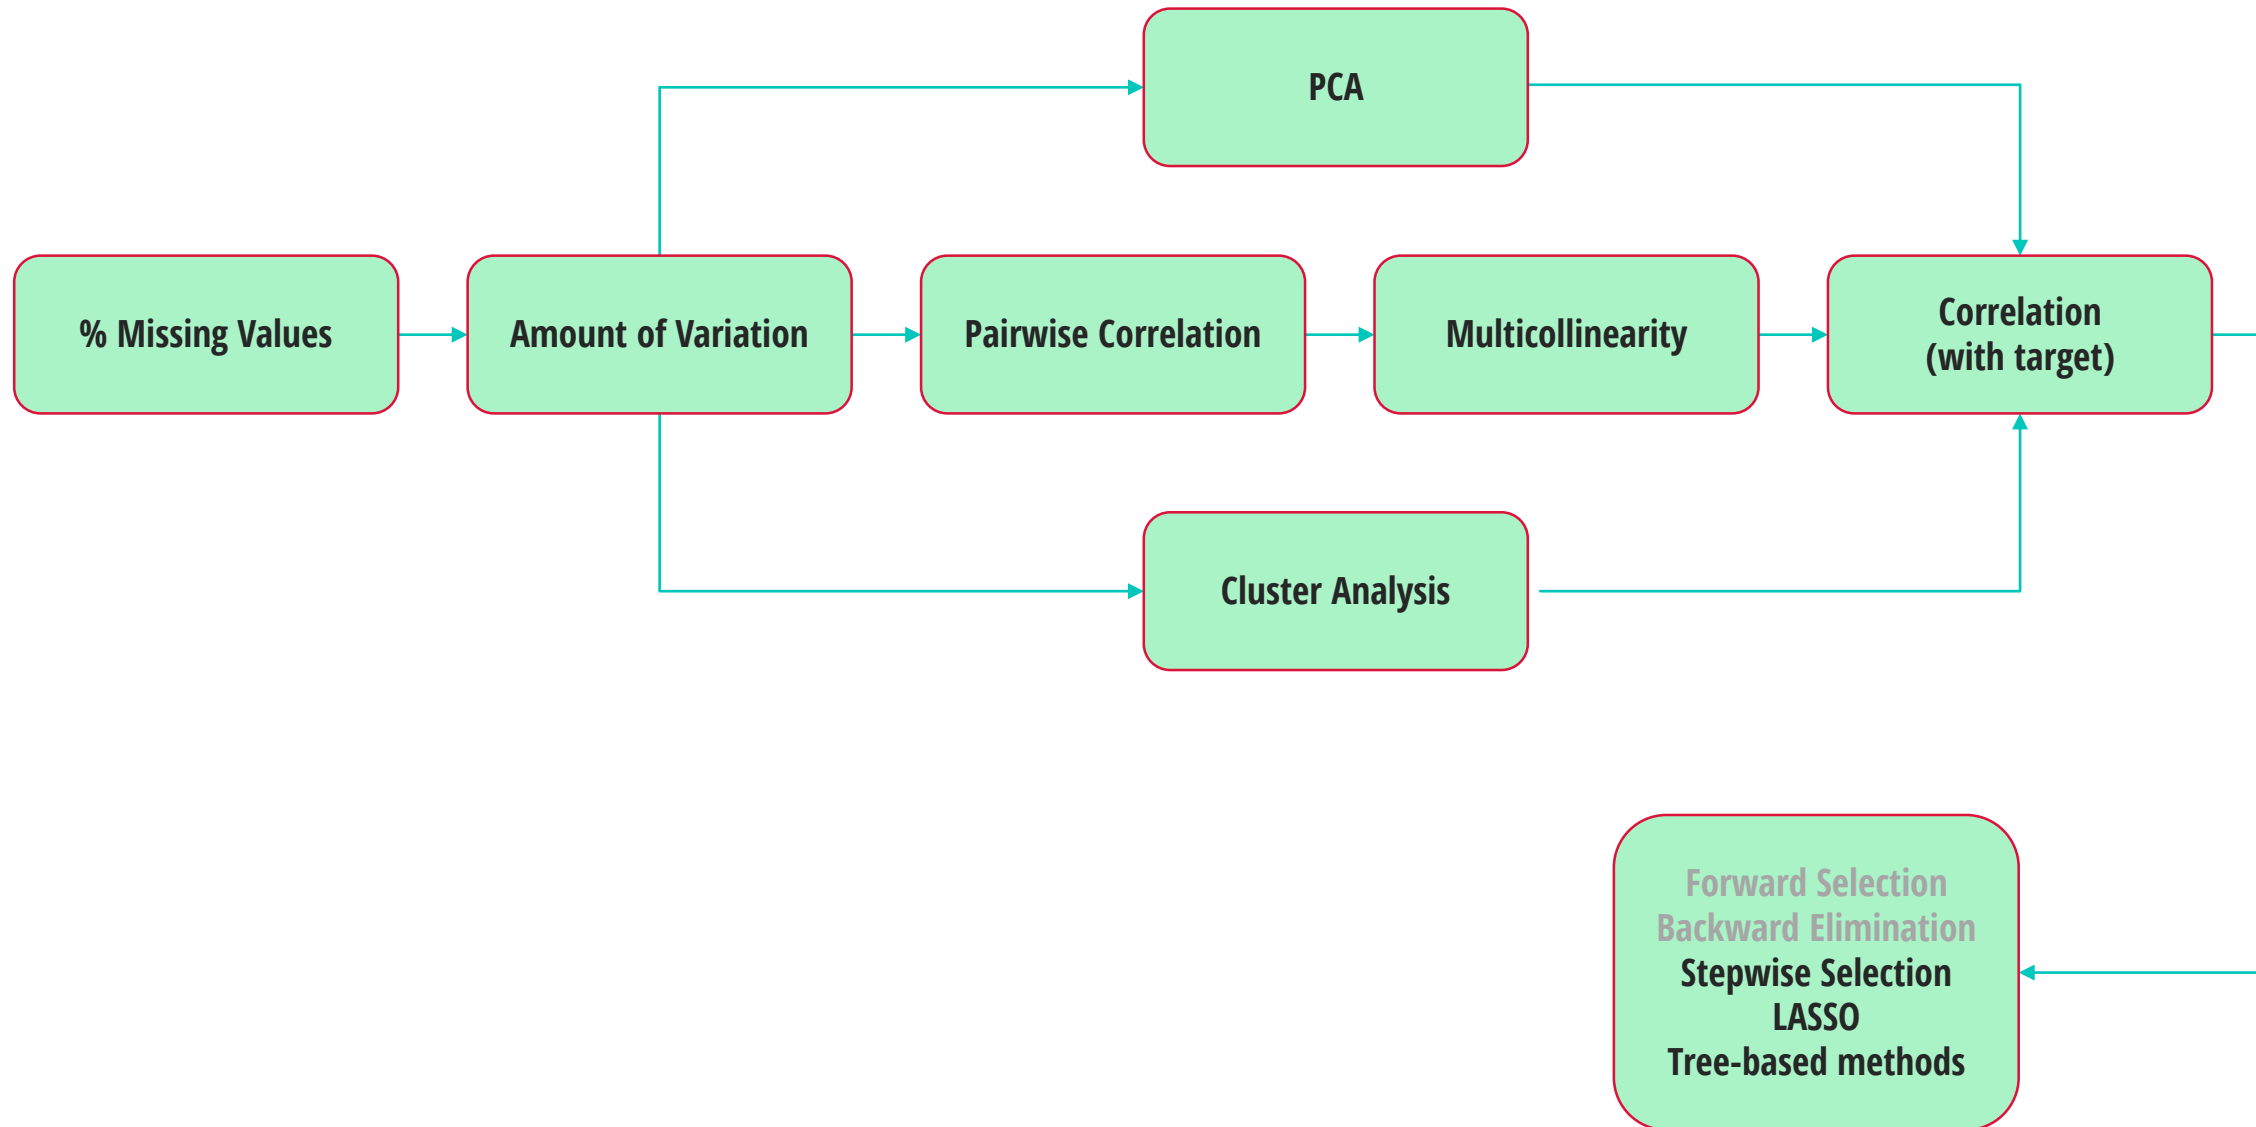 PCA
% Missing Values
Amount of Variation
Pairwise Correlation
Multicollinearity
Correlation
(with target)
Cluster Analysis
Forward Selection
Backward Elimination
Stepwise Selection
LASSO
Tree-based methods